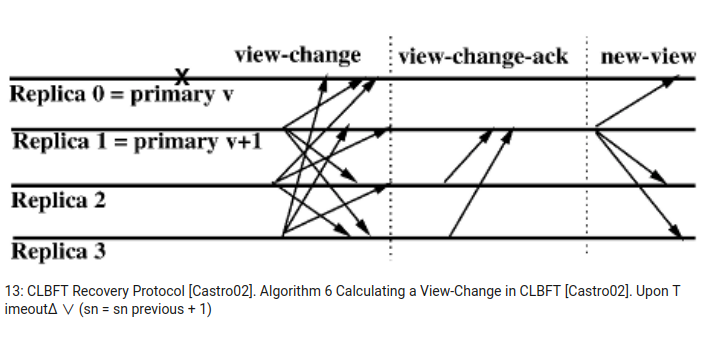 view-change view-change-ack new-view
X
Replica 0 = primary v
Replica 1 = primary v+1
Replica 2
Replica 3
13: CLBFT Recovery Protocol [Castro02]. Algorithm 6 Calculating a View-Change in CLBFT [Castro02]. Upon T
imeoutΔ ∨ (sn = sn previous + 1)